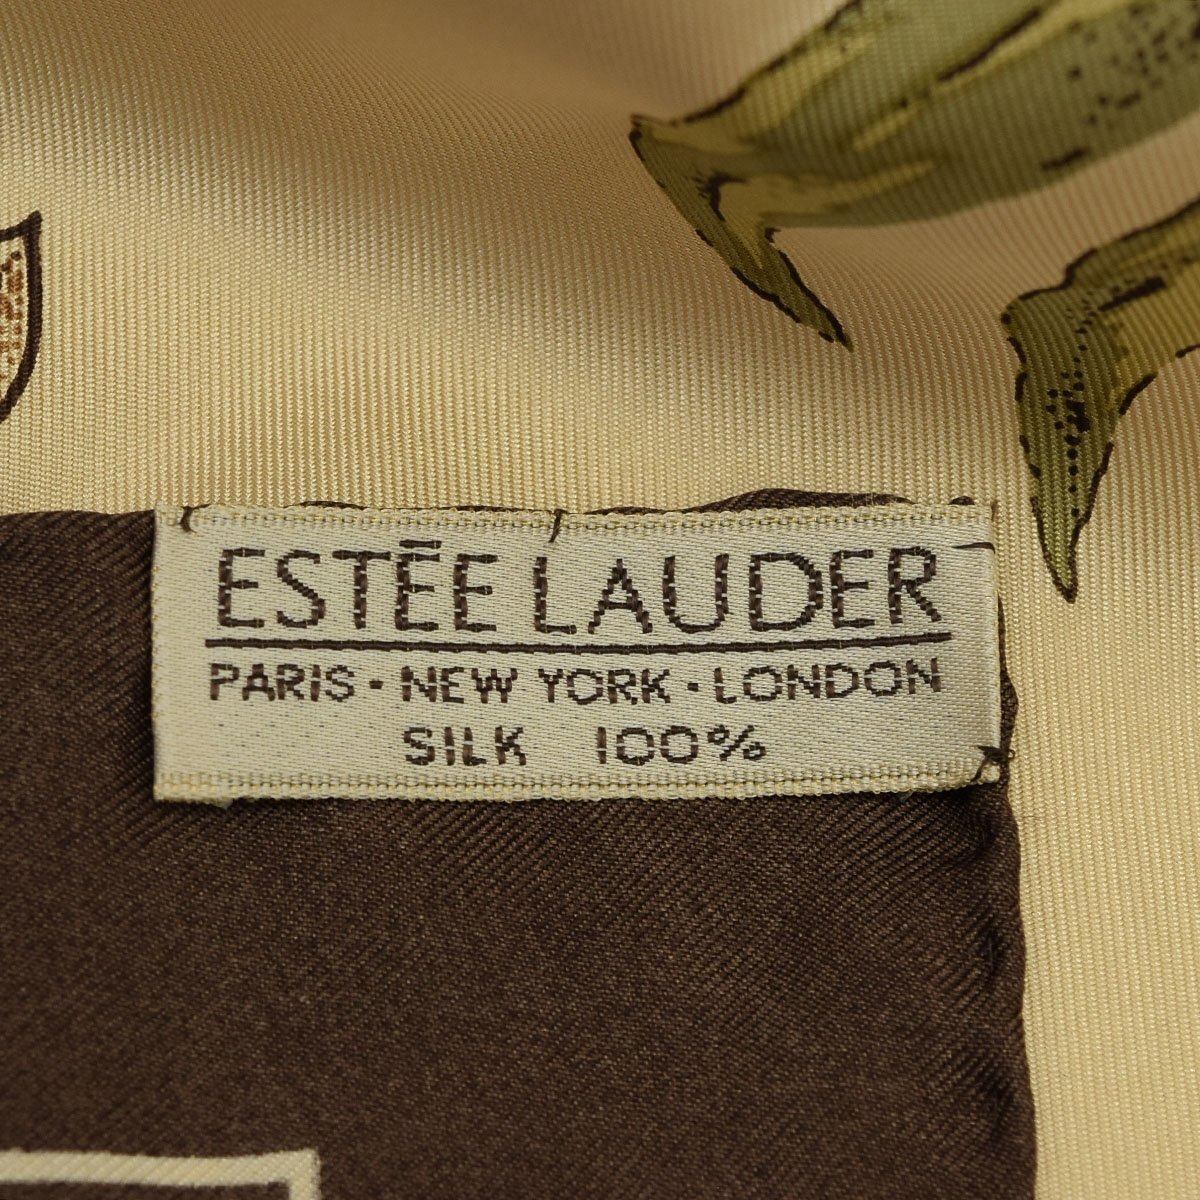 ESTĒE LAUDER
PARIS · NEW YORK · LONDON
SILK 100%